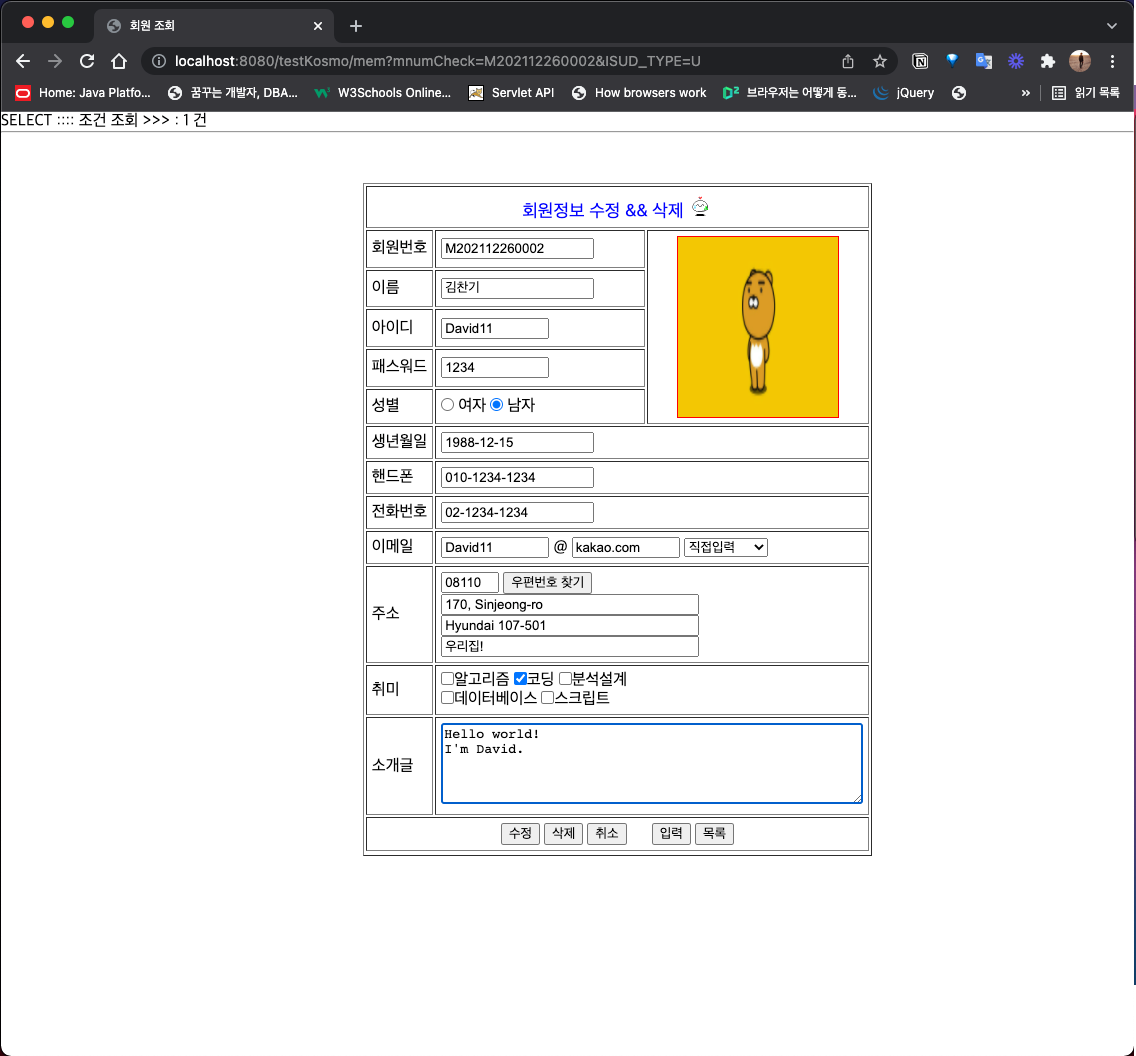 회원 조회
localhost:8080/testKosmo/mem?mnumCheck=M202112260002&ISUD_TYPE=U
Home: Java Platfo... 꿈꾸는 개발자, DBA... W3Schools Online... Servlet API How browsers work 브라우저는 어떻게 동... jQuery » 읽기 목록
SELECT :::: 조건 조회 >>> : 1 건
회원정보 수정 && 삭제
회원번호 M202112260002
이름 김찬기
아이디 David11
패스워드 1234
성별 여자 남자
생년월일 1988-12-15
핸드폰 010-1234-1234
전화번호 02-1234-1234
이메일 David11 @ kakao.com 직접입력
주소 08110 우편번호 찾기
170, Sinjeong-ro
Hyundai 107-501
우리집!
취미 알고리즘 코딩 분석설계
데이터베이스 스크립트
소개글 Hello world!
I'm David.
수정 삭제 취소 입력 목록